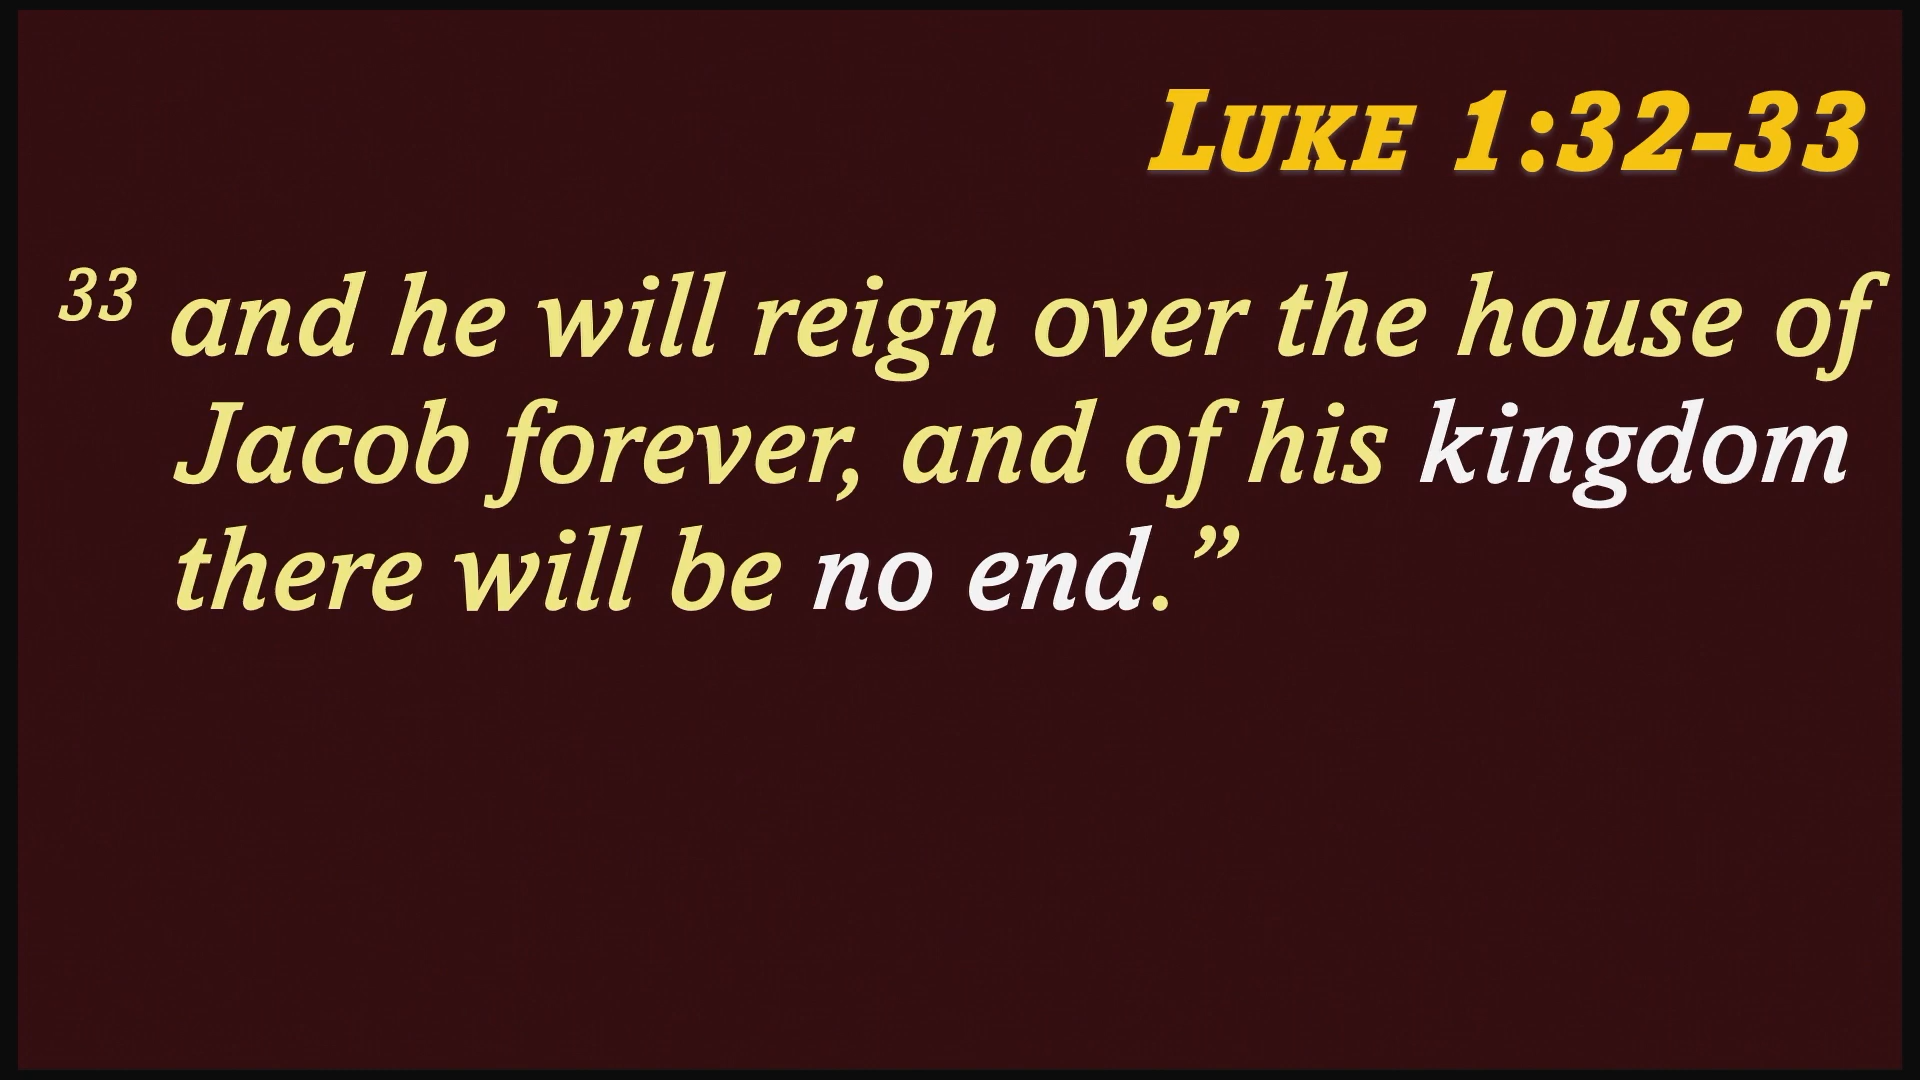 Luke 1:32-33
33 and he will reign over the house of
Jacob forever, and of his kingdom
there will be no end.”